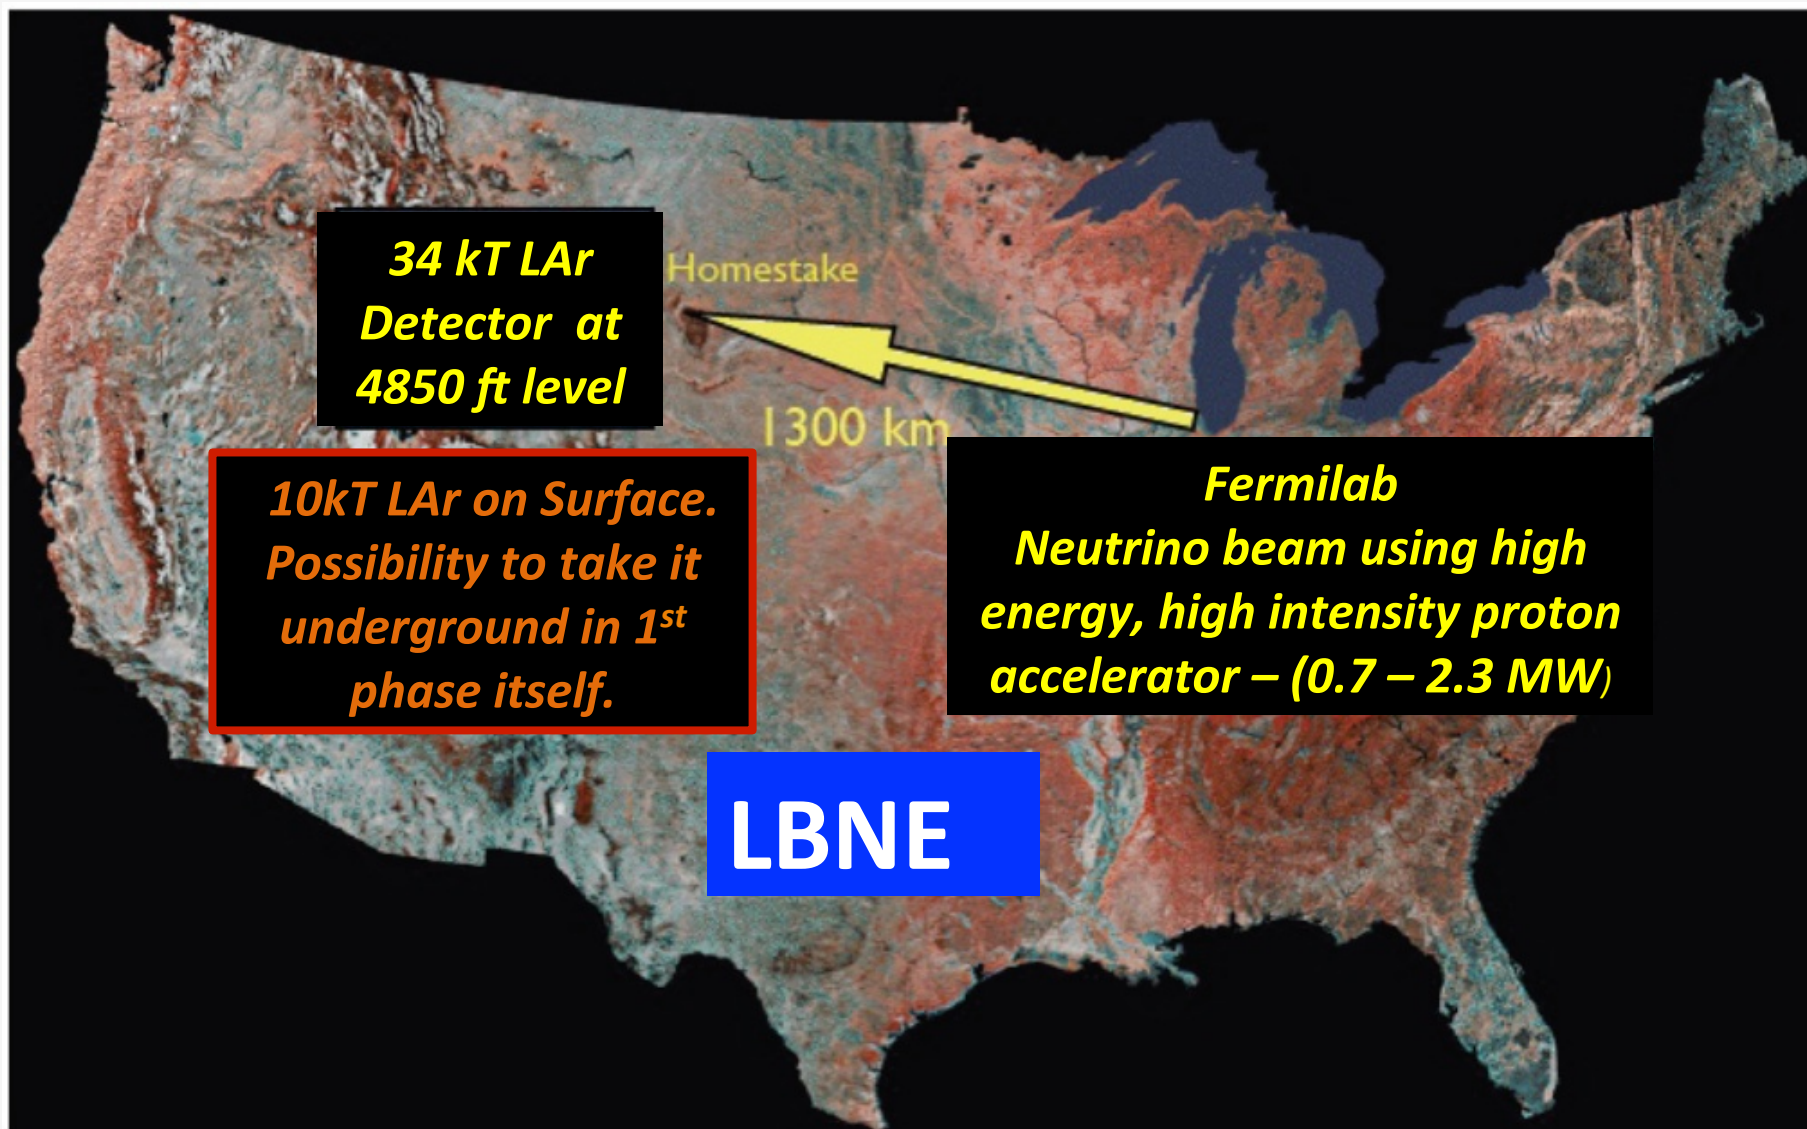 34 kT LAr
Detector at
4850 ft level
Homestake
1300 km
10kT LAr on Surface.
Possibility to take it
underground in 1st
phase itself.
Fermilab
Neutrino beam using high
energy, high intensity proton
accelerator – (0.7 – 2.3 MW)
LBNE